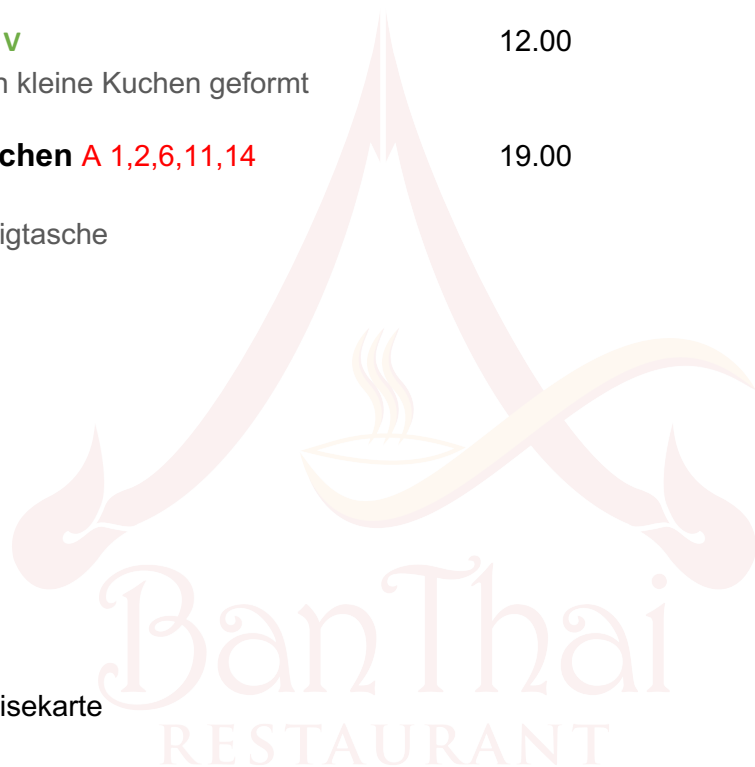 V 12.00
n kleine Kuchen geformt
chen A 1,2,6,11,14 19.00
igtasche
BanThai
isekarte
RESTAURANT